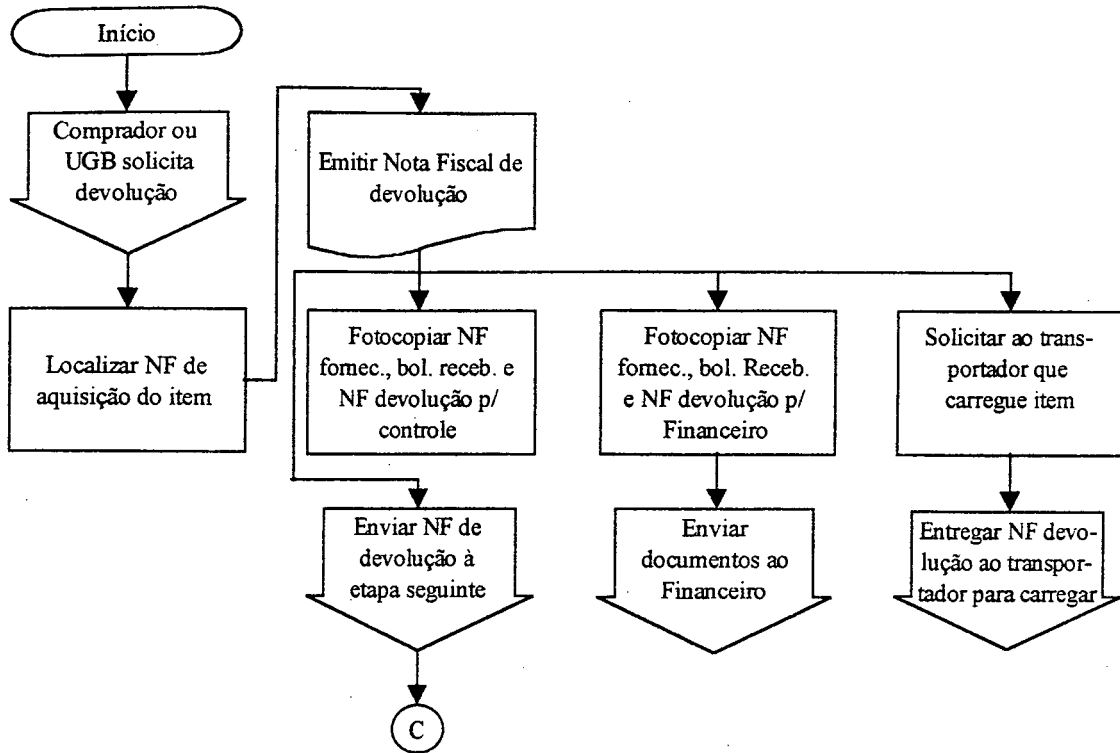 Início
Comprador ou
UGB solicita
devolução
Localizar NF de
aquisição do item
Emitir Nota Fiscal de
devolução
Fotocopiar NF
fornec., bol. receb. e
NF devolução p/
controle
Fotocopiar NF
fornec., bol. Receb.
e NF devolução p/
Financeiro
Solicitar ao trans-
portador que
carregue item
Enviar NF de
devolução à
etapa seguinte
Enviar
documentos ao
Financeiro
Entregar NF devo-
lução ao transpor-
tador para carregar
C